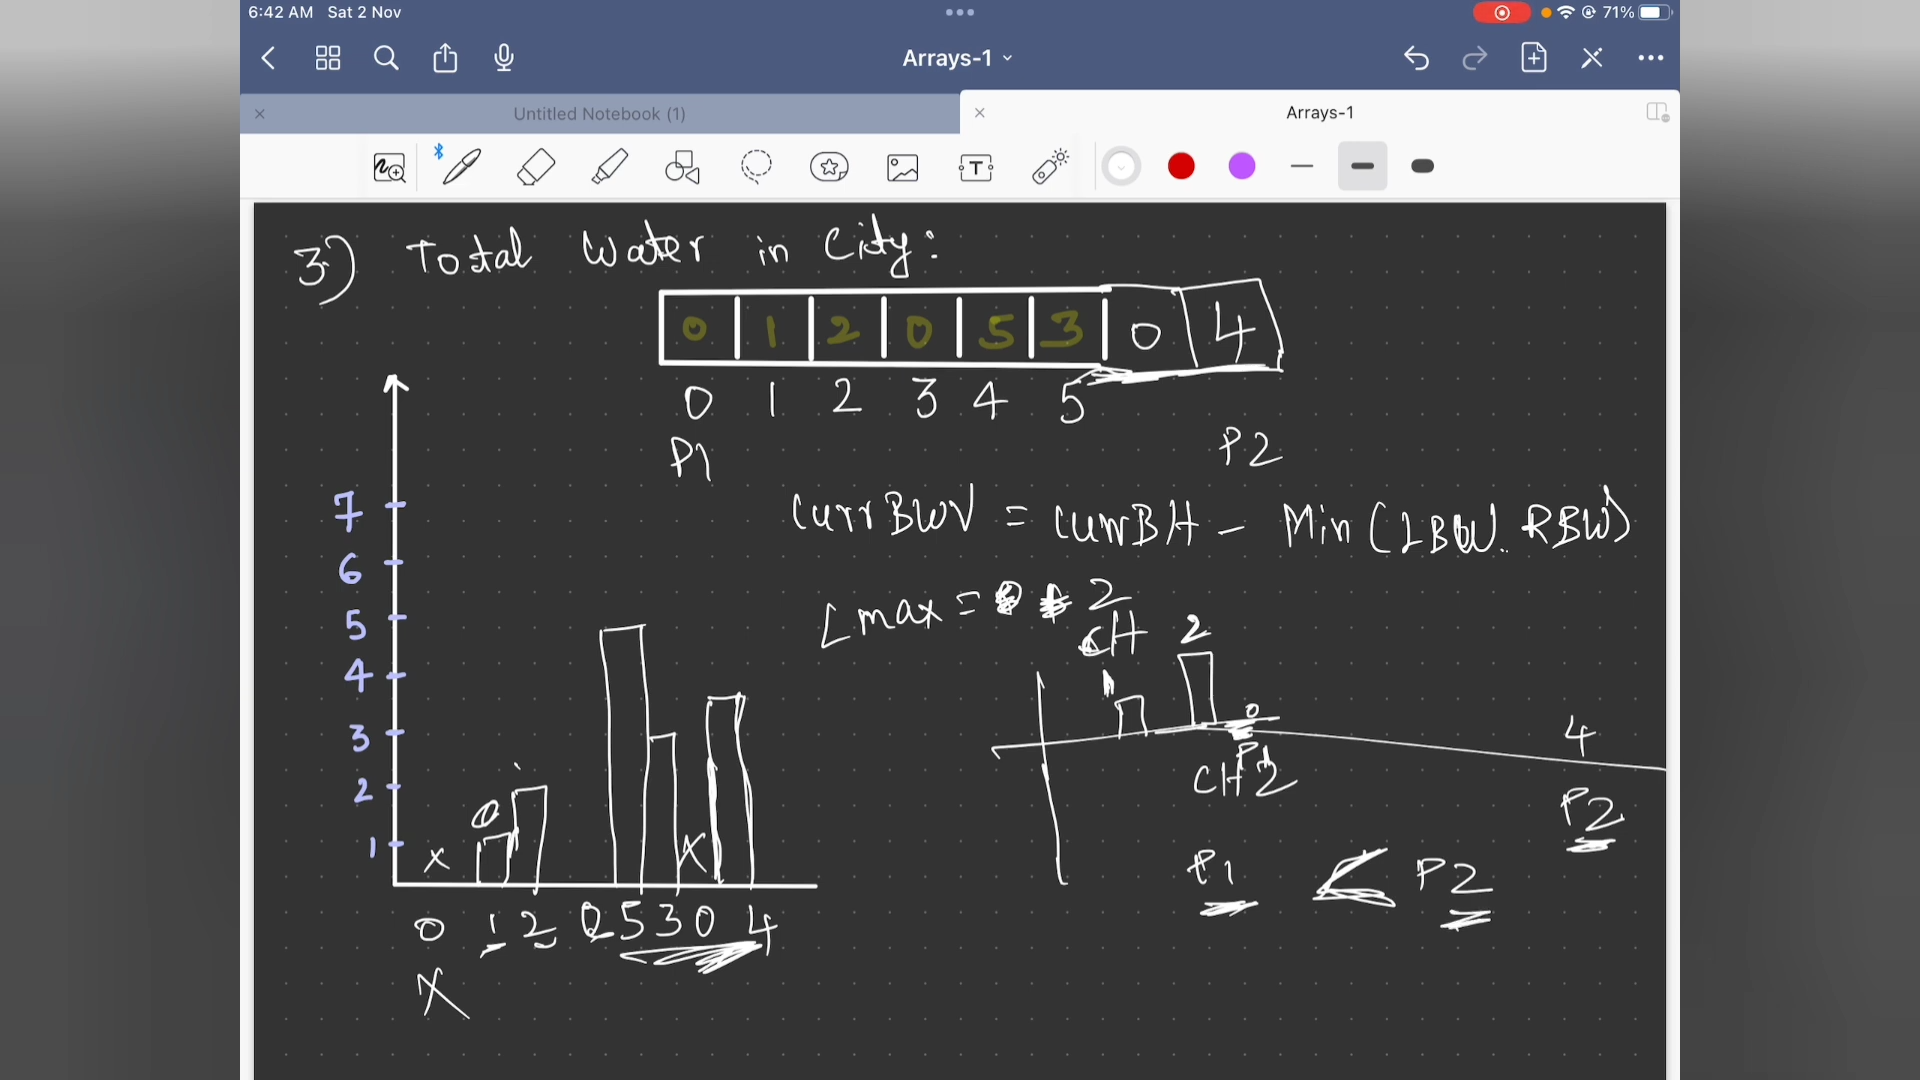 6:42 AM Sat 2 Nov
71%
Arrays-1
Untitled Notebook (1)
Arrays-1
3) Total Water in City:
0 1 2 0 5 3 0 4
0 1 2 3 4 5
P1 P2
CurrBWV = CurrBH - Min (LBW. RBW)
7
6
5
4
3
2
1
Lmax = 2
CH 2
1
0
CH2
4
P2
P1 < P2
x 0 x
0 1 2 0 5 3 0 4
X